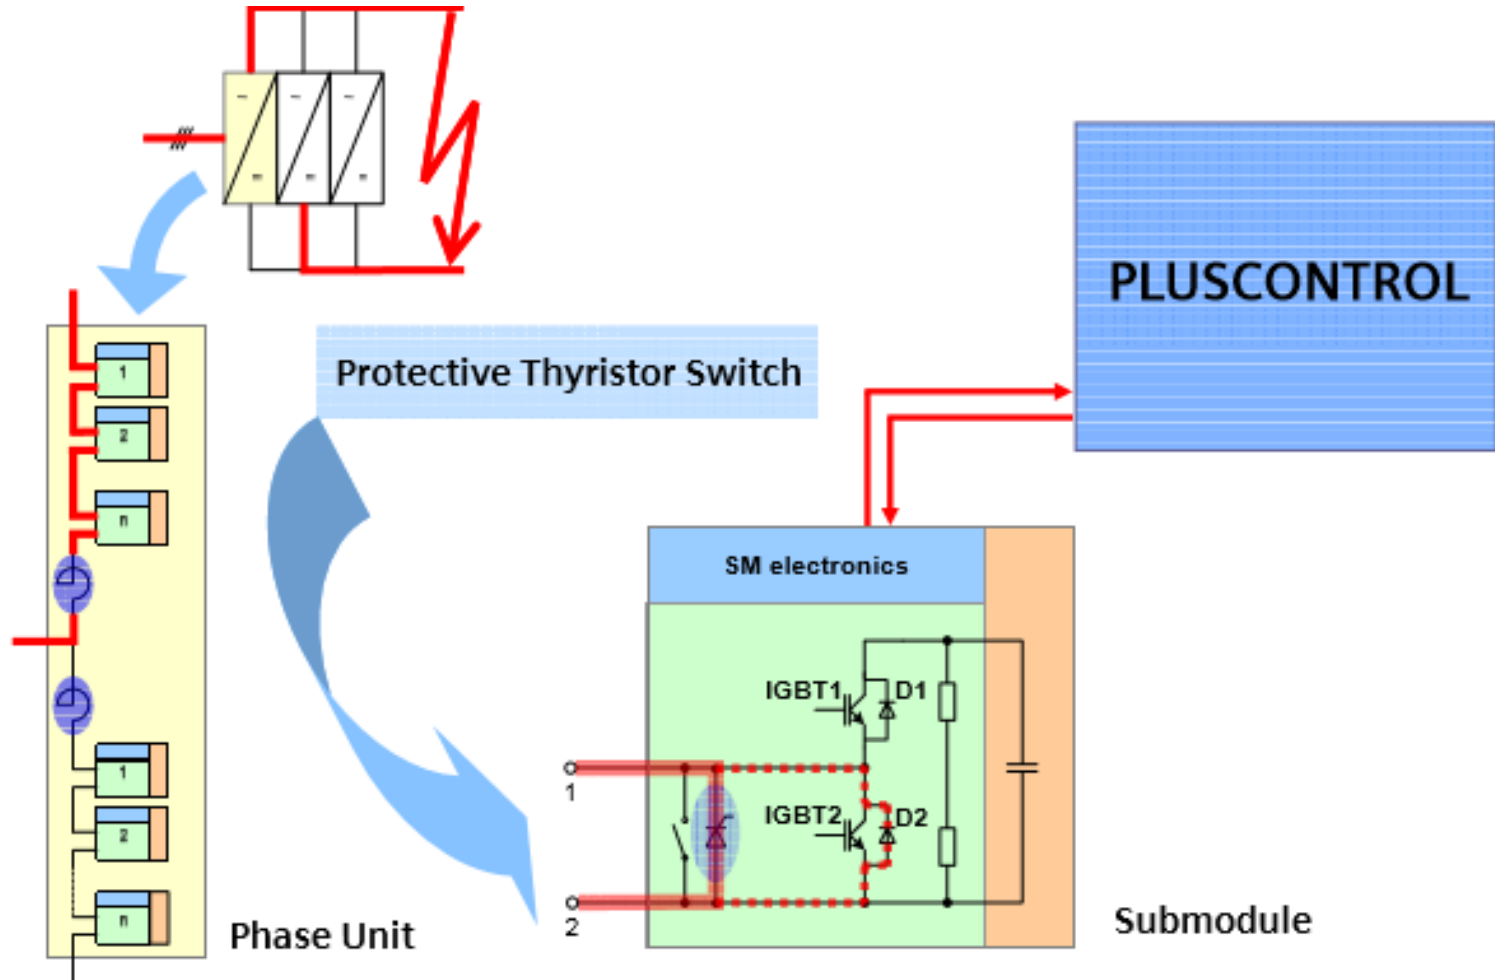 PLUSCONTROL
Protective Thyristor Switch
1
2
n
1
2
n
Phase Unit
SM electronics
IGBT1
D1
IGBT2
D2
1
2
Submodule